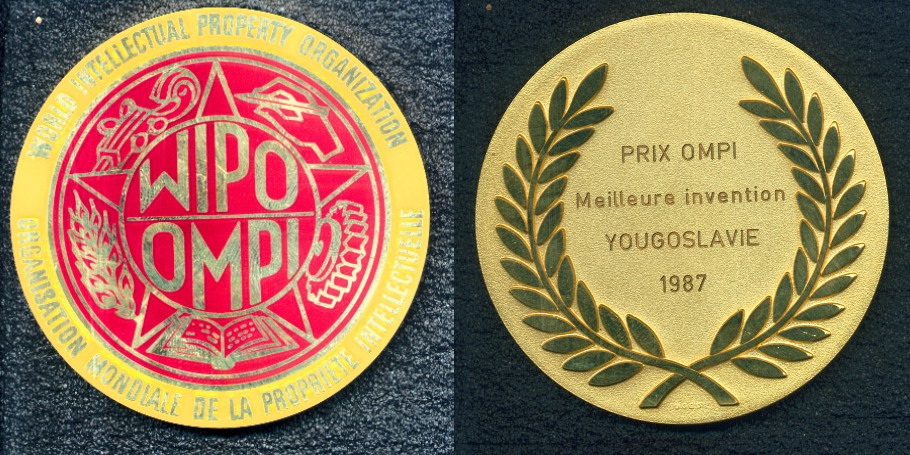 WORLD INTELLECTUAL PROPERTY ORGANIZATION
WIPO
OMPI
ORGANISATION MONDIALE DE LA PROPRIETE INTELLECTUELLE
PRIX OMPI
Meilleure invention
YOUGOSLAVIE
1987